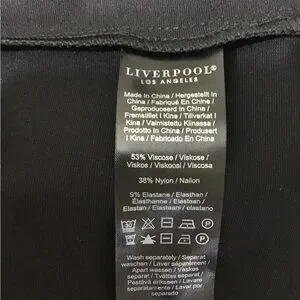 LIVERPOOL®
LOS ANGELES
Made In China / Hergestellt In
China / Fabriqué En Chine /
Geproduceerd In China /
Fremstillet I Kina / Tillverkat I
Kina / Valmistettu Kiinassa /
Prodotto In China / Produsert
I Kina / Fabricado En China
53% Viscose / Viskose /
Viskos / Viskoosi / Viscosa
38% Nylon / Nailon
9% Elastane / Elasthan /
Élasthanne / Elastaan /
Elastan / Elastaani / elastano
P
P
Wash separately / Separat
waschen / Laver séparément /
Apart wassen / Vaskes
separat / Tvättas separat /
Pestävä erikseen / Lavare
separatamente / Lavar por
separado